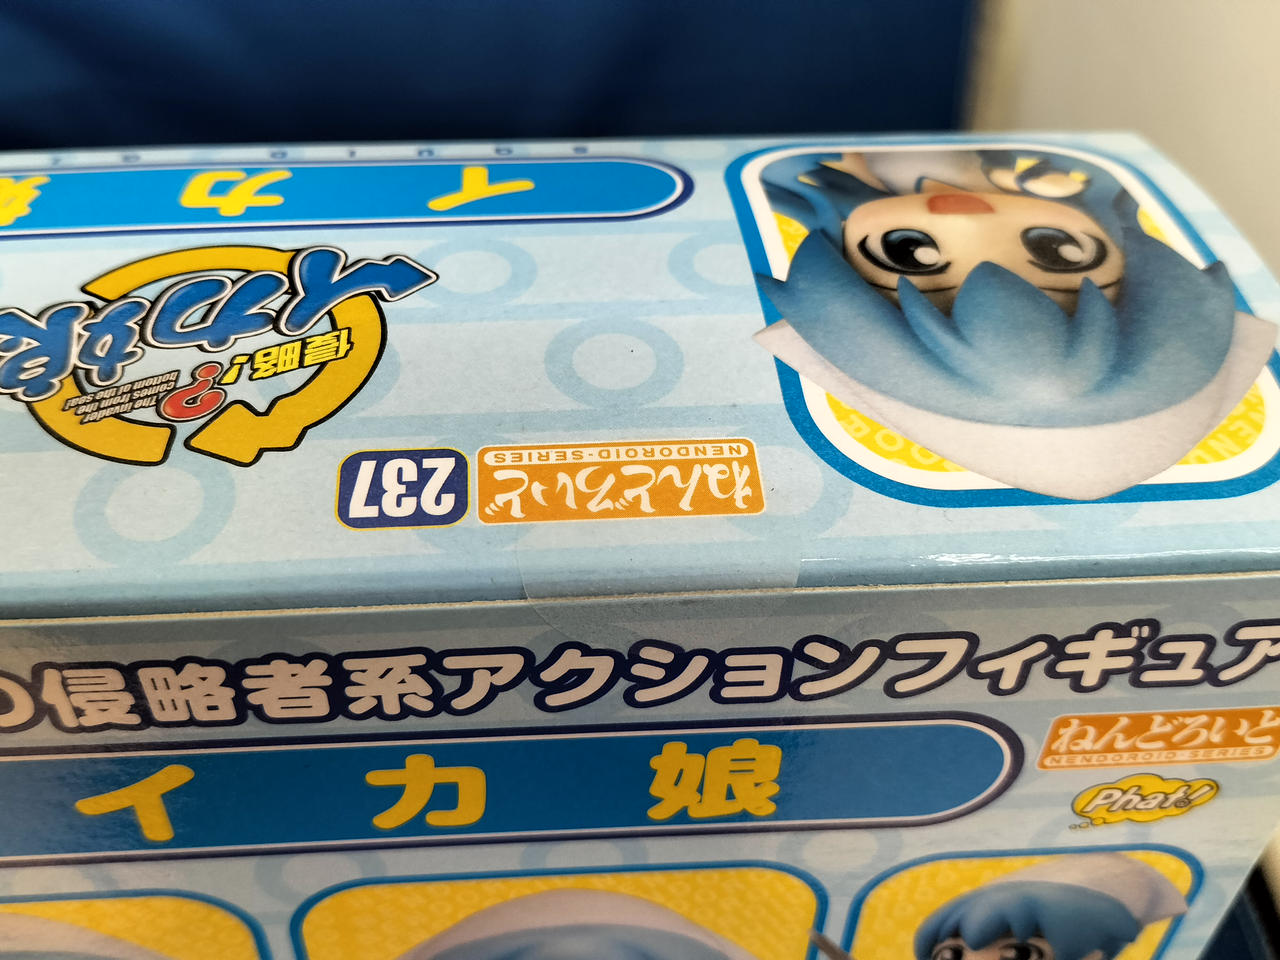 イカ娘
侵略!
イカ娘
?
The invader
comes from the
bottom of the sea!
237
ねんどろいど
NENDOROID-SERIES
の侵略者系アクションフィギュア
イカ娘
ねんどろいど
NENDOROID-SERIES
Phat!